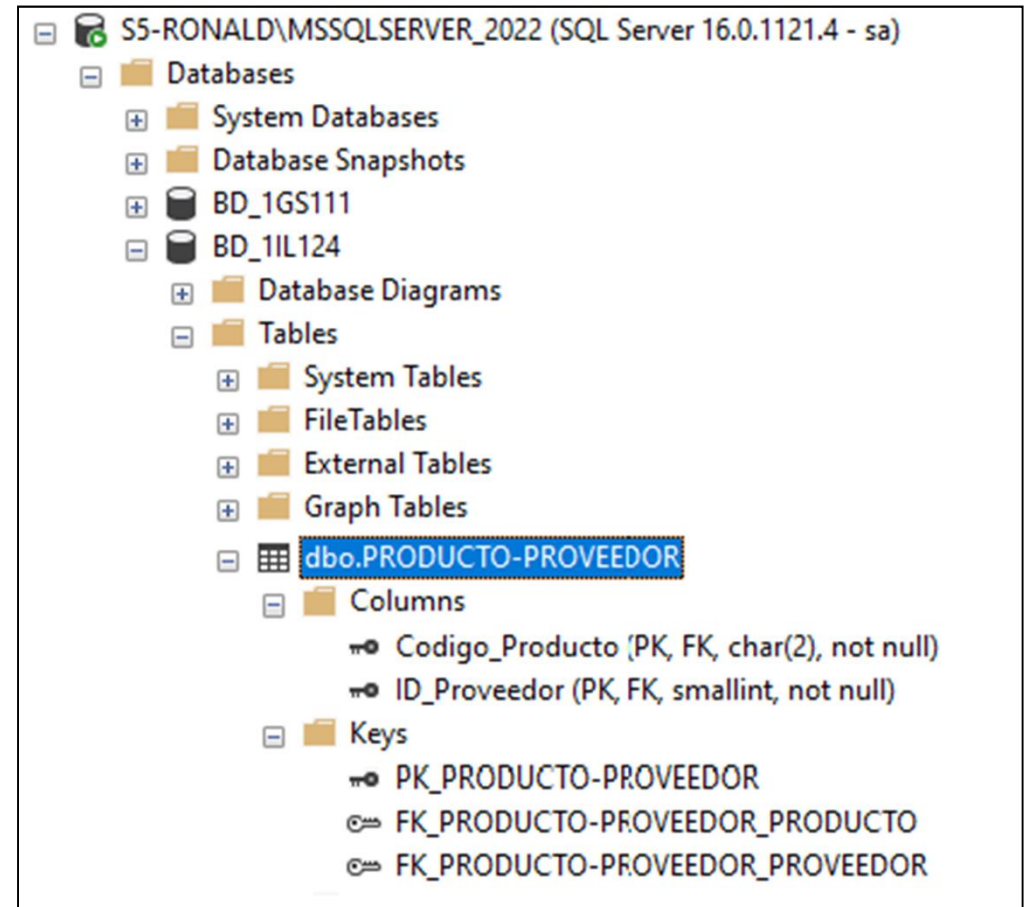 S5-RONALD\MSSQLSERVER_2022 (SQL Server 16.0.1121.4 - sa)
Databases
System Databases
Database Snapshots
BD_1GS111
BD_1IL124
Database Diagrams
Tables
System Tables
FileTables
External Tables
Graph Tables
dbo.PRODUCTO-PROVEEDOR
Columns
Codigo_Producto (PK, FK, char(2), not null)
ID_Proveedor (PK, FK, smallint, not null)
Keys
PK_PRODUCTO-PROVEEDOR
FK_PRODUCTO-PROVEEDOR_PRODUCTO
FK_PRODUCTO-PROVEEDOR_PROVEEDOR